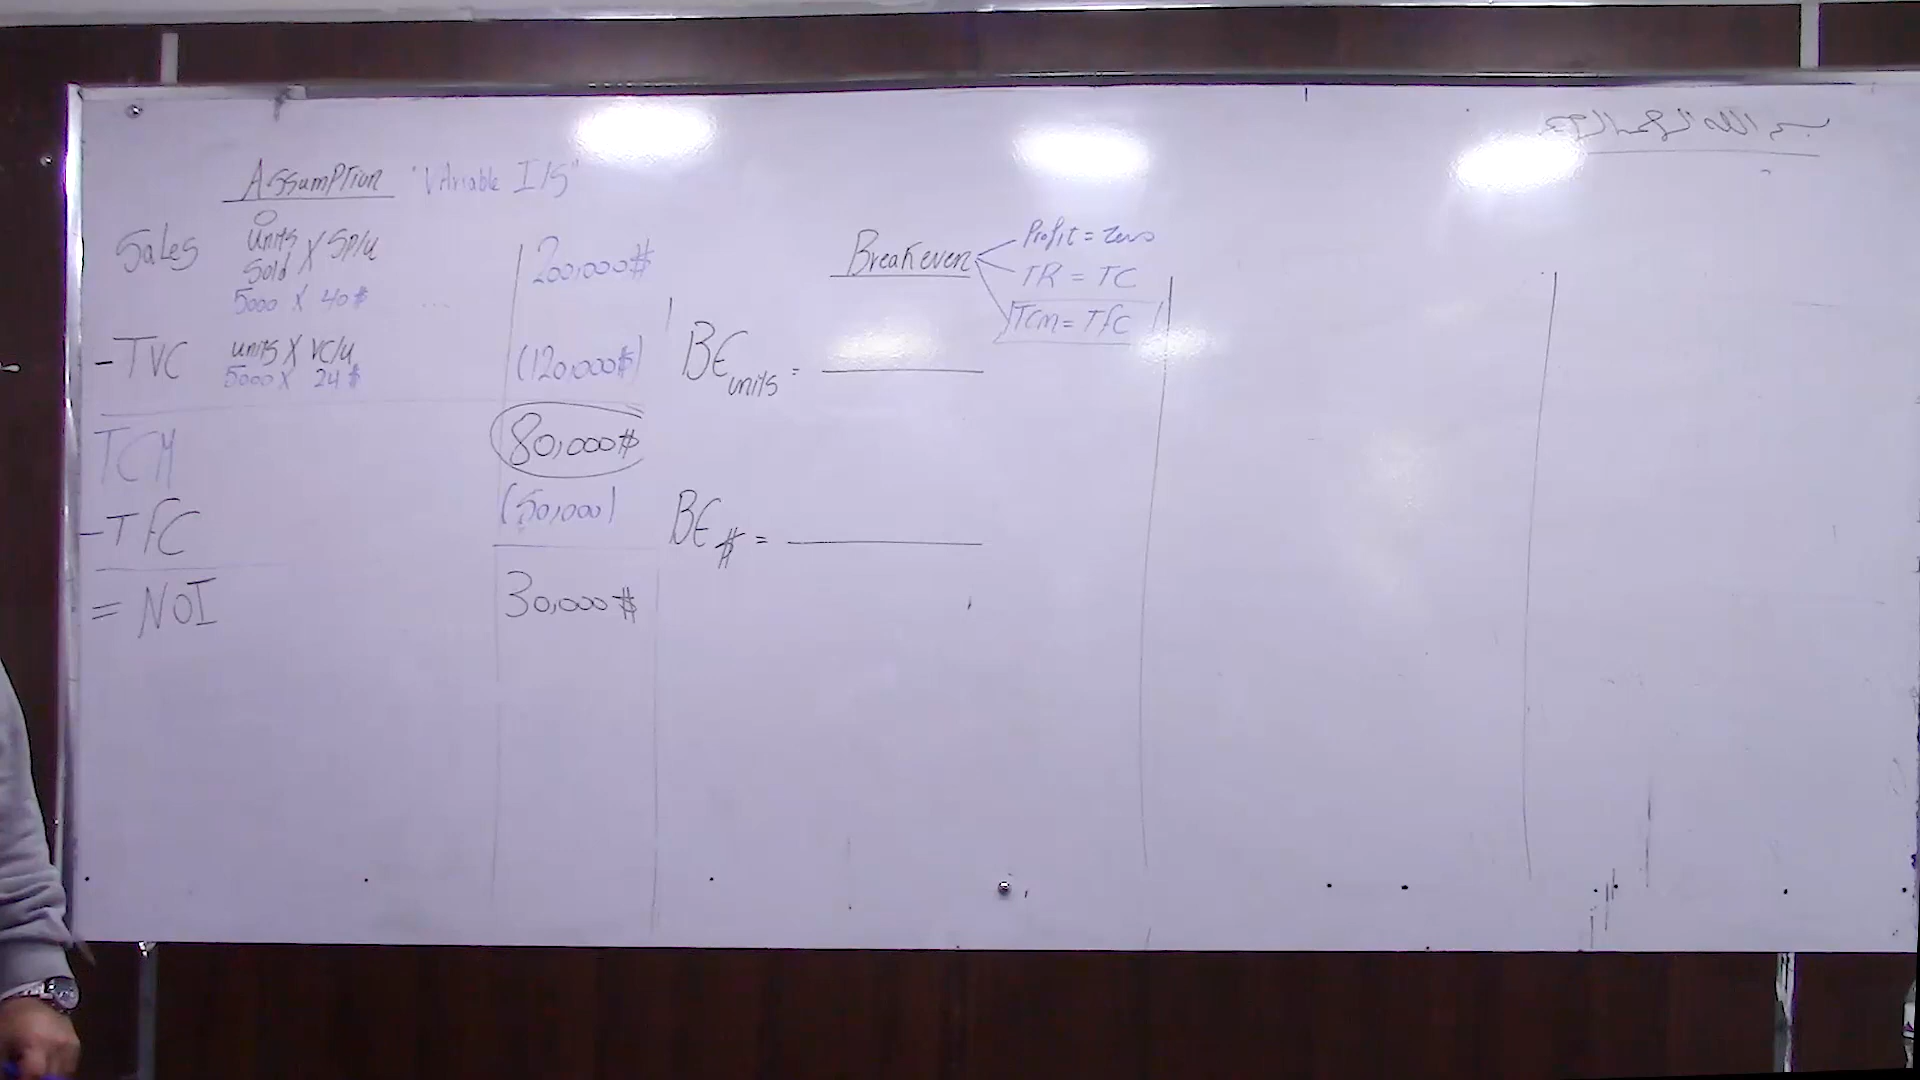 بسم الله الرحمن الرحيم
Assumption "Variable I/S"
Sales units sold X SP/u 200,000$
5000 X 40$
-TVC units X VC/u (120,000$)
5000 X 24$
TCM 80,000$
-TFC (50,000)
= NOI 30,000$
Breakeven
Profit = Zero
TR = TC
TCM = TFC
BE units =
BE $ =